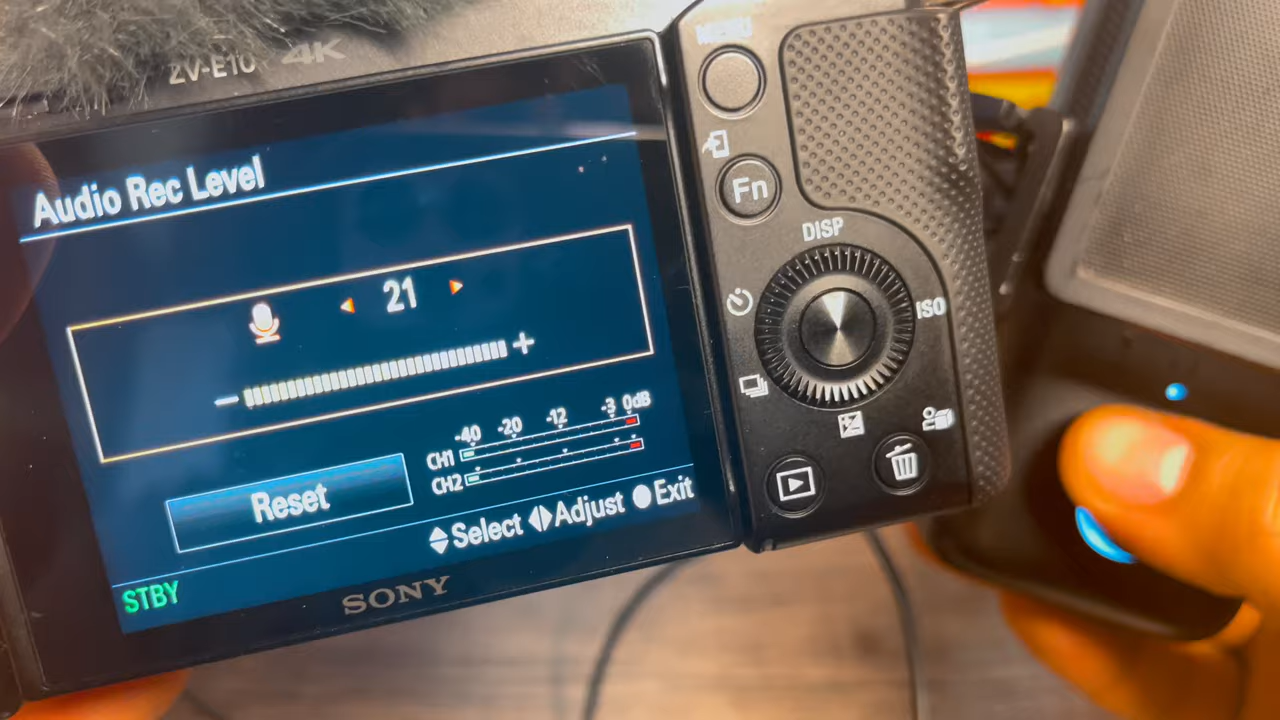 ZV-E10 4K
MENU
Audio Rec Level
Fn
21
DISP
ISO
- +
-40 -20 -12 -3 0dB
CH1
CH2
Reset
Select Adjust Exit
STBY
SONY